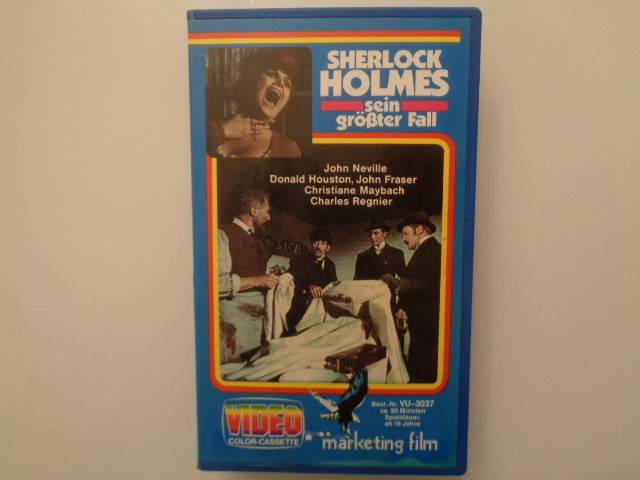 SHERLOCK
HOLMES
sein
größter Fall
John Neville
Donald Houston, John Fraser
Christiane Maybach
Charles Regnier
VIDEO
COLOR-CASSETTE
marketing film
Best.-Nr. VU-3037
ca. 90 Minuten
Spieldauer,
ab 16 Jahre